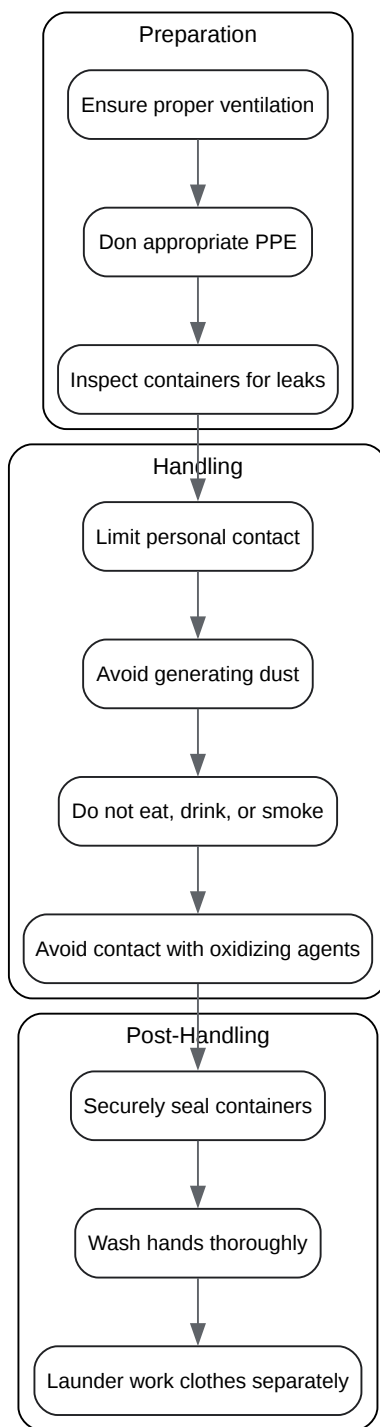 Preparation
Ensure proper ventilation
Don appropriate PPE
Inspect containers for leaks
Handling
Limit personal contact
Avoid generating dust
Do not eat, drink, or smoke
Avoid contact with oxidizing agents
Post-Handling
Securely seal containers
Wash hands thoroughly
Launder work clothes separately